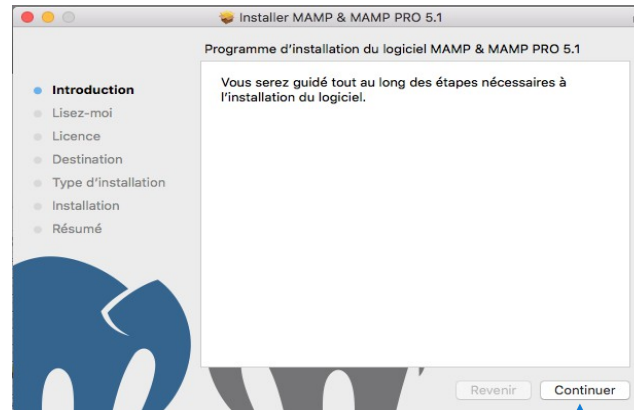 Installer MAMP & MAMP PRO 5.1
Programme d'installation du logiciel MAMP & MAMP PRO 5.1
Introduction
Lisez-moi
Licence
Destination
Type d'installation
Installation
Résumé
Vous serez guidé tout au long des étapes nécessaires à
l'installation du logiciel.
Revenir
Continuer